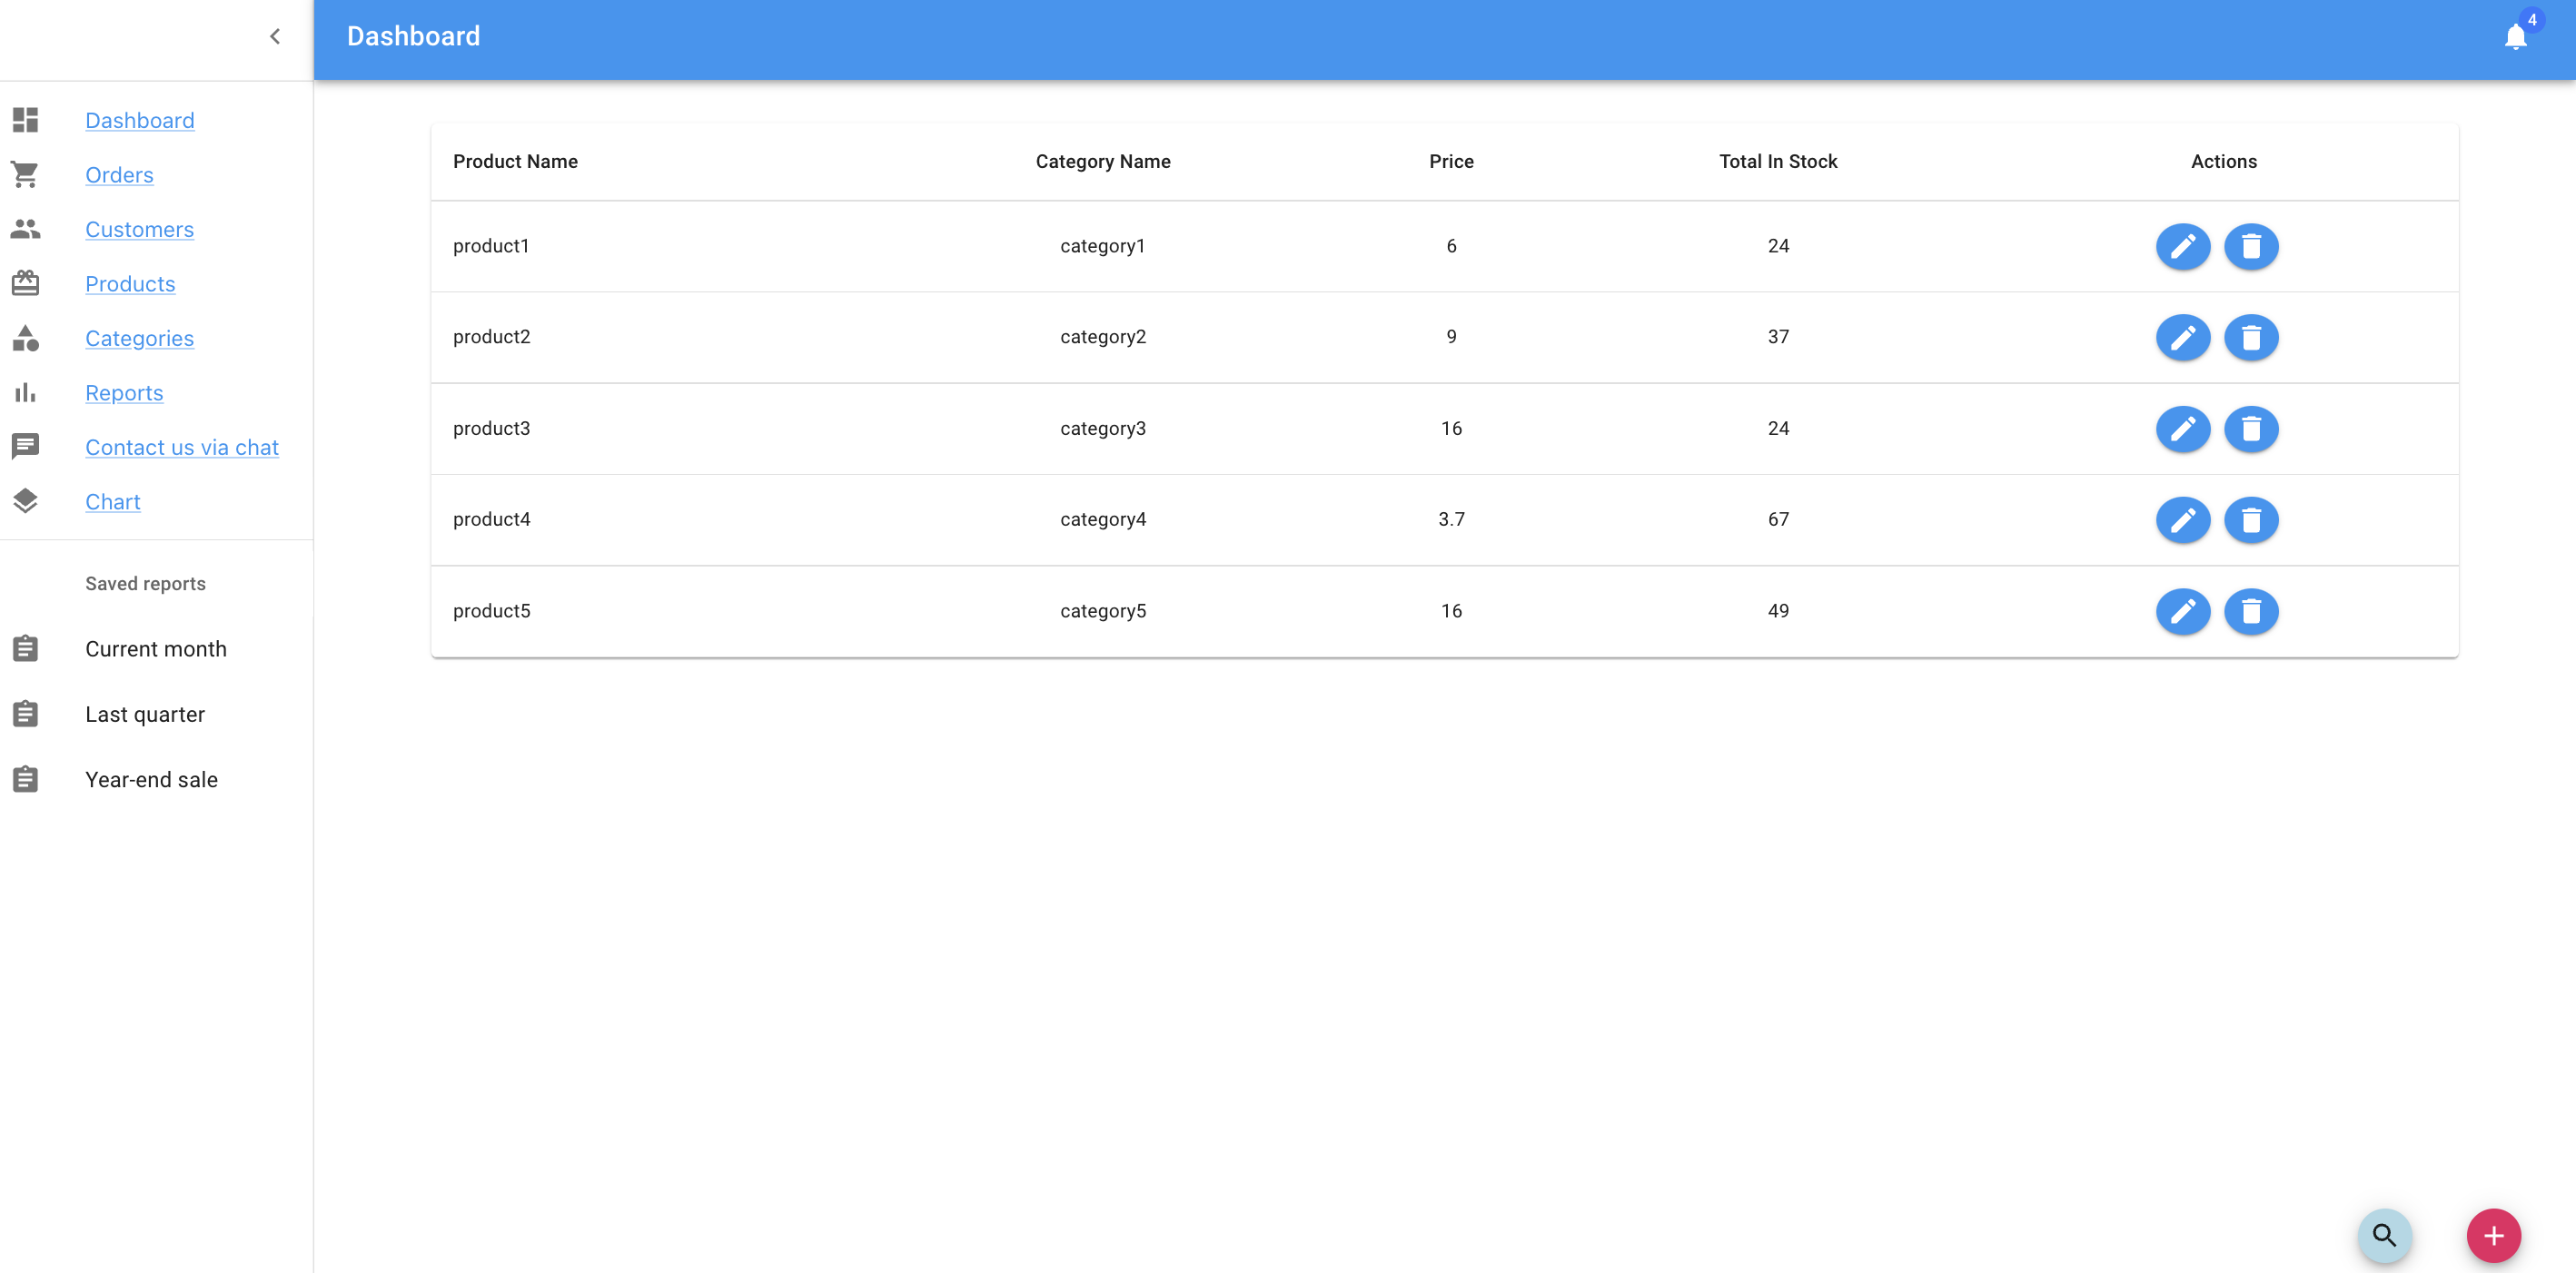 Dashboard
4
Dashboard
Orders
Customers
Products
Categories
Reports
Contact us via chat
Chart
Saved reports
Current month
Last quarter
Year-end sale
Product Name Category Name Price Total In Stock Actions
product1 category1 6 24
product2 category2 9 37
product3 category3 16 24
product4 category4 3.7 67
product5 category5 16 49